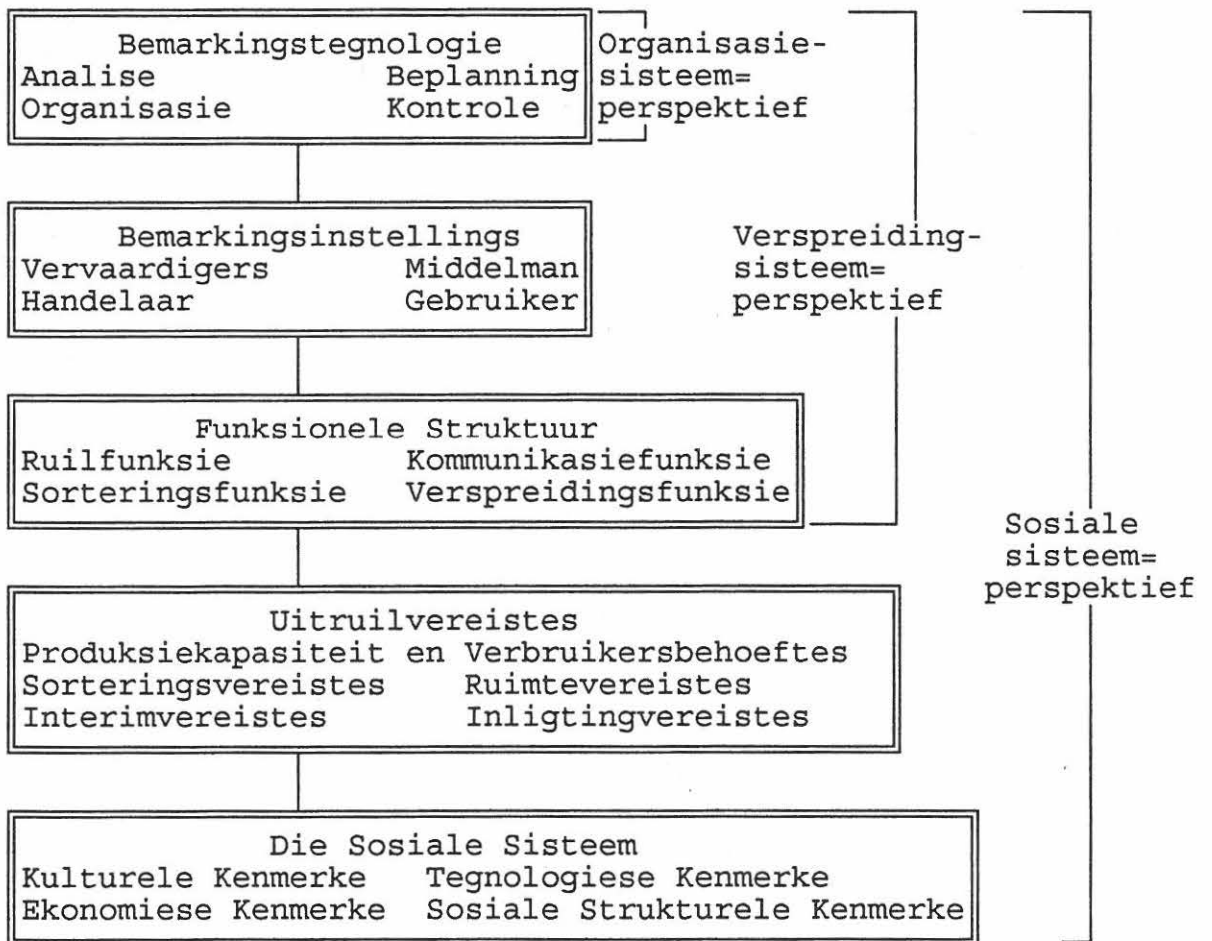 Bemarkingstegnologie
Analise Beplanning
Organisasie Kontrole
Organisasie-
sisteem=
perspektief
Bemarkingsinstellings
Vervaardigers Middelman
Handelaar Gebruiker
Verspreiding-
sisteem=
perspektief
Funksionele Struktuur
Ruilfunksie Kommunikasiefunksie
Sorteringsfunksie Verspreidingsfunksie
Sosiale
sisteem=
perspektief
Uitruilvereistes
Produksiekapasiteit en Verbruikersbehoeftes
Sorteringsvereistes Ruimtevereistes
Interimvereistes Inligtingvereistes
Die Sosiale Sisteem
Kulturele Kenmerke Tegnologiese Kenmerke
Ekonomiese Kenmerke Sosiale Strukturele Kenmerke